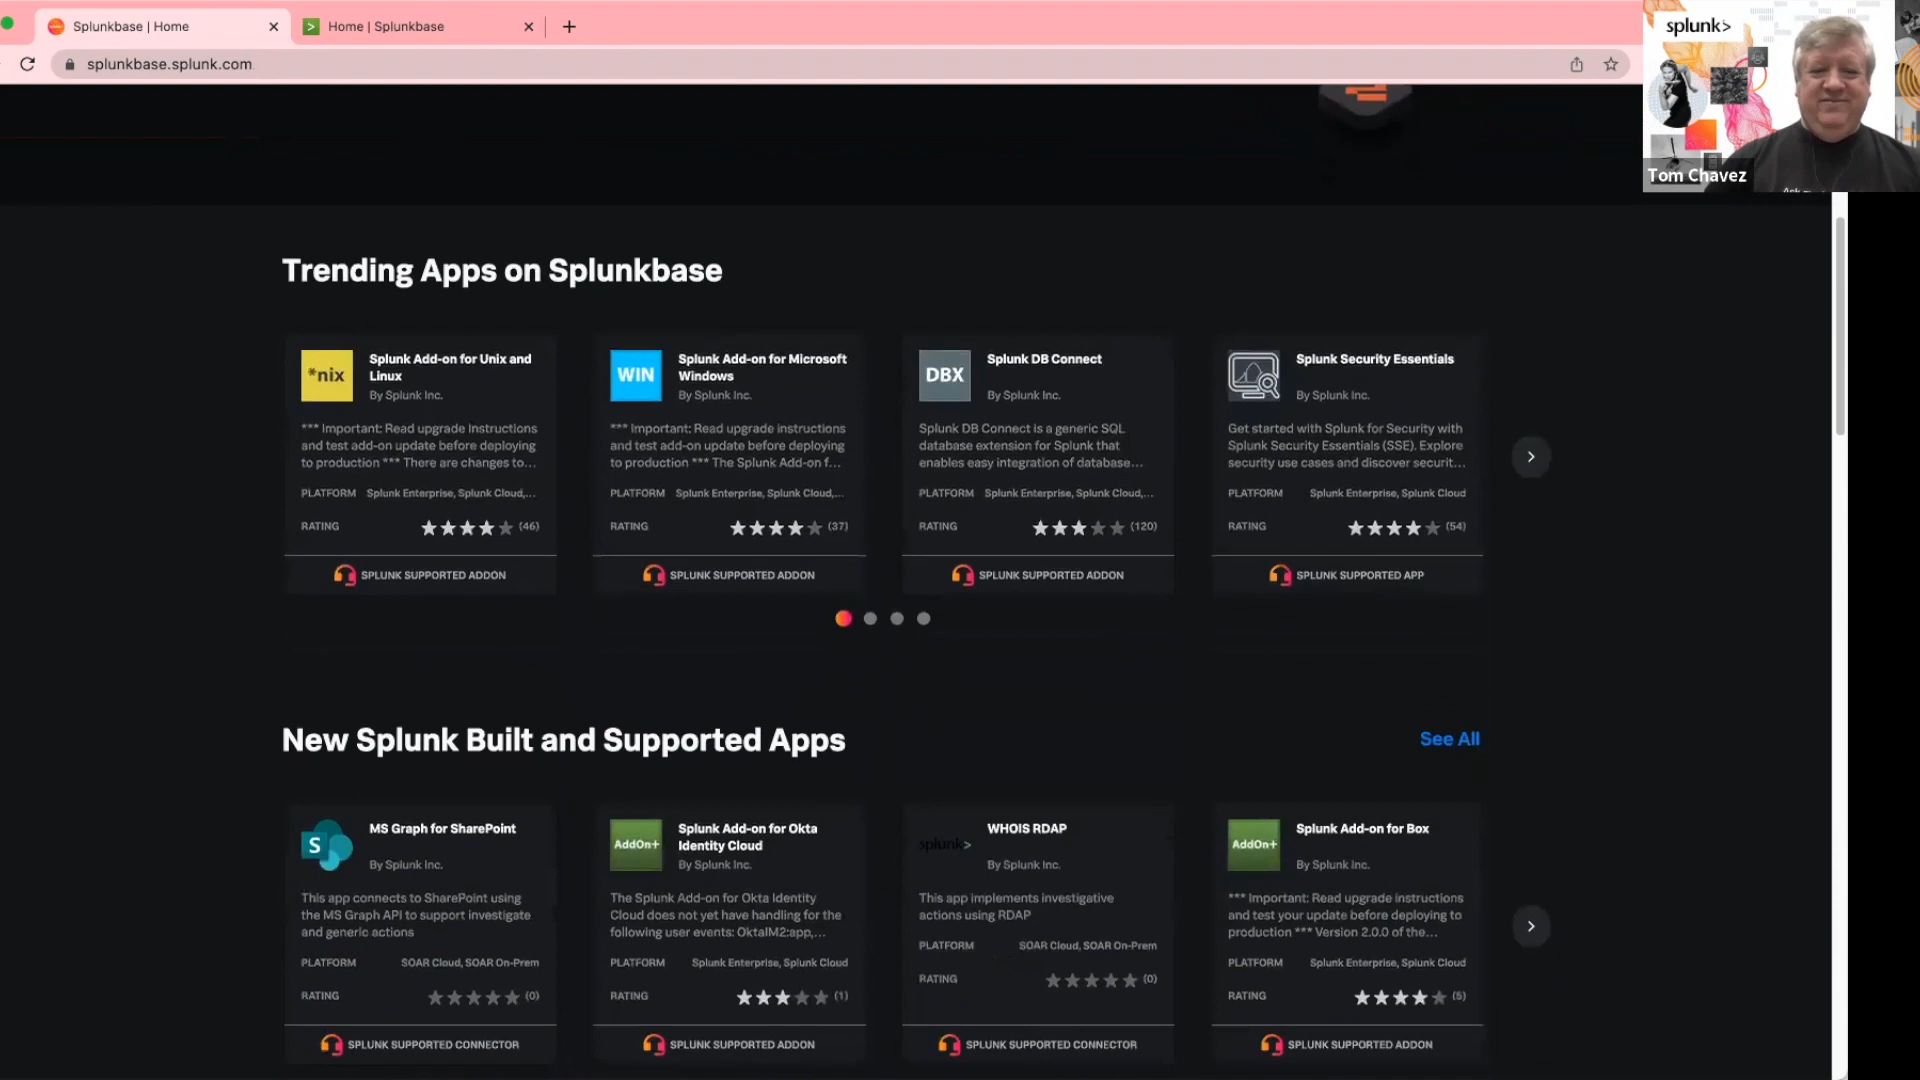 Splunkbase | Home
Home | Splunkbase
splunkbase.splunk.com
splunk>
Tom Chavez
Trending Apps on Splunkbase
*nix
Splunk Add-on for Unix and
Linux
By Splunk Inc.
*** Important: Read upgrade instructions
and test add-on update before deploying
to production *** There are changes to...
PLATFORM Splunk Enterprise, Splunk Cloud,...
RATING (46)
SPLUNK SUPPORTED ADDON
WIN
Splunk Add-on for Microsoft
Windows
By Splunk Inc.
*** Important: Read upgrade instructions
and test add-on update before deploying
to production *** The Splunk Add-on f...
PLATFORM Splunk Enterprise, Splunk Cloud,...
RATING (37)
SPLUNK SUPPORTED ADDON
DBX
Splunk DB Connect
By Splunk Inc.
Splunk DB Connect is a generic SQL
database extension for Splunk that
enables easy integration of database...
PLATFORM Splunk Enterprise, Splunk Cloud,...
RATING (120)
SPLUNK SUPPORTED ADDON
Splunk Security Essentials
By Splunk Inc.
Get started with Splunk for Security with
Splunk Security Essentials (SSE). Explore
security use cases and discover securit...
PLATFORM Splunk Enterprise, Splunk Cloud
RATING (54)
SPLUNK SUPPORTED APP
New Splunk Built and Supported Apps
See All
S
MS Graph for SharePoint
By Splunk Inc.
This app connects to SharePoint using
the MS Graph API to support investigate
and generic actions
PLATFORM SOAR Cloud, SOAR On-Prem
RATING (0)
SPLUNK SUPPORTED CONNECTOR
AddOn+
Splunk Add-on for Okta
Identity Cloud
By Splunk Inc.
The Splunk Add-on for Okta Identity
Cloud does not yet have handling for the
following user events: OktaIM2:app,...
PLATFORM Splunk Enterprise, Splunk Cloud
RATING (1)
SPLUNK SUPPORTED ADDON
splunk>
WHOIS RDAP
By Splunk Inc.
This app implements investigative
actions using RDAP
PLATFORM SOAR Cloud, SOAR On-Prem
RATING (0)
SPLUNK SUPPORTED CONNECTOR
AddOn+
Splunk Add-on for Box
By Splunk Inc.
*** Important: Read upgrade instructions
and test your update before deploying to
production *** Version 2.0.0 of the...
PLATFORM Splunk Enterprise, Splunk Cloud
RATING (5)
SPLUNK SUPPORTED ADDON